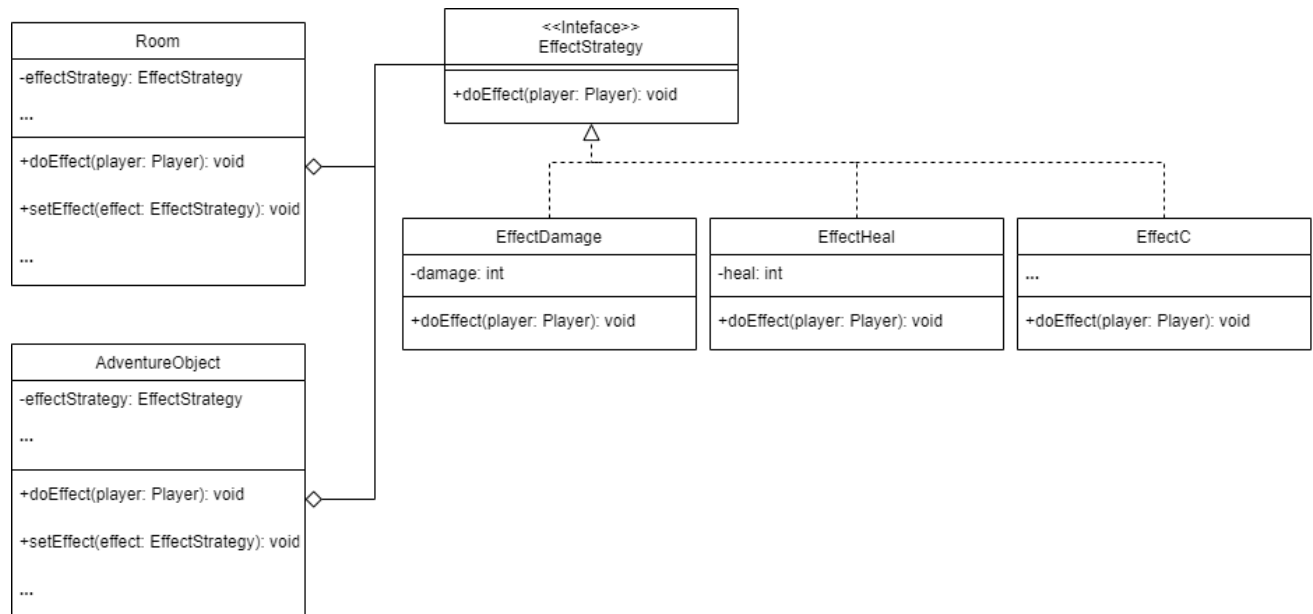 Room
-effectStrategy: EffectStrategy
...
+doEffect(player: Player): void
+setEffect(effect: EffectStrategy): void
...
<<Inteface>>
EffectStrategy
+doEffect(player: Player): void
EffectDamage
-damage: int
+doEffect(player: Player): void
EffectHeal
-heal: int
+doEffect(player: Player): void
EffectC
...
+doEffect(player: Player): void
AdventureObject
-effectStrategy: EffectStrategy
...
+doEffect(player: Player): void
+setEffect(effect: EffectStrategy): void
...